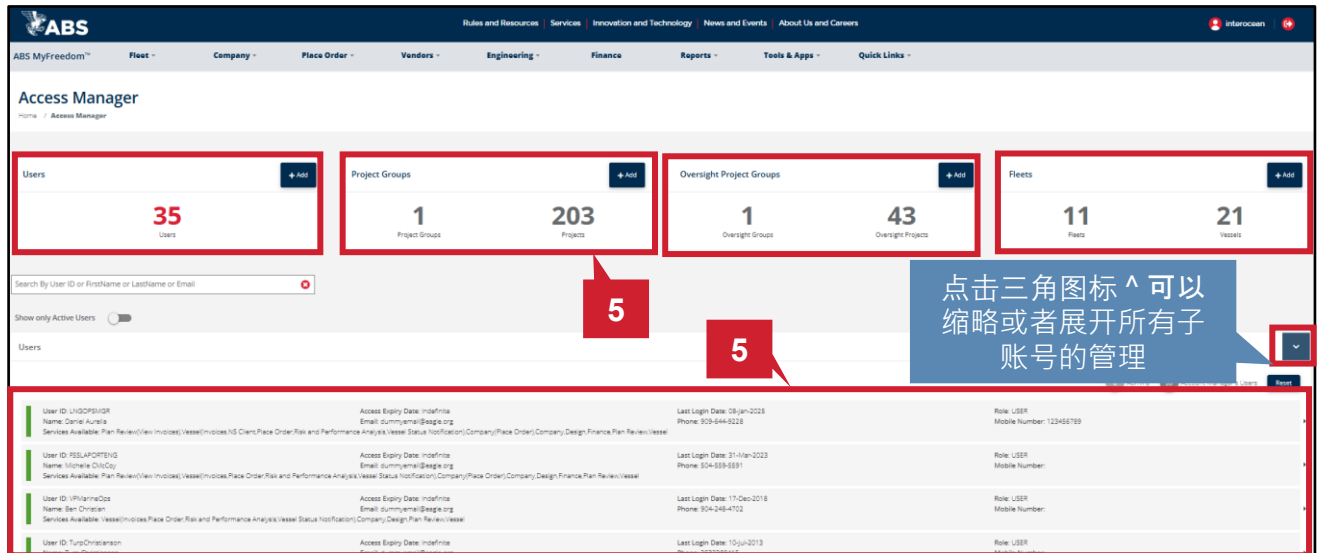 ABS
Rules and Resources | Services | Innovation and Technology | News and Events | About Us and Careers
interocean
ABS MyFreedom™ Fleet Company Place Order Vendors Engineering Finance Reports Tools & Apps Quick Links
Access Manager
Home / Access Manager
Users + Add Project Groups + Add Oversight Project Groups + Add Fleets + Add
35 1 203 1 43 11 21
Users Project Groups Projects Oversight Groups Oversight Projects Fleets Vessels
Search By User ID or FirstName or LastName or Email
点击三角图标 ^ 可以
缩略或者展开所有子
账号的管理
5
Show only Active Users
5
Users
Users Reset
User ID: LNGOPSMGR Access Expiry Date: Indefinite Last Login Date: 08-Jan-2025 Role: USER
Name: Daniel Aurelia Email: dummyemail@eagle.org Phone: 909-644-9228 Mobile Number: 123456789
Services Available: Plan Review(View Invoices),Vessel(Invoices,NS Client,Place Order,Risk and Performance Analysis,Vessel Status Notification),Company(Place Order),Company,Design,Finance,Plan Review,Vessel
User ID: PSSLAPORTENG Access Expiry Date: Indefinite Last Login Date: 31-Mar-2023 Role: USER
Name: Michelle CMcCoy Email: dummyemail@eagle.org Phone: 504-559-5591 Mobile Number:
Services Available: Plan Review(View Invoices),Vessel(Invoices,Place Order,Risk and Performance Analysis,Vessel Status Notification),Company(Place Order),Company,Design,Finance,Plan Review,Vessel
User ID: VPMarineOps Access Expiry Date: Indefinite Last Login Date: 17-Dec-2018 Role: USER
Name: Ben Christian Email: dummyemail@eagle.org Phone: 904-248-4702 Mobile Number:
Services Available: Vessel(Invoices,Place Order,Risk and Performance Analysis,Vessel Status Notification),Company,Design,Plan Review,Vessel
User ID: TurpChristianson Access Expiry Date: Indefinite Last Login Date: 10-Jul-2013 Role: USER